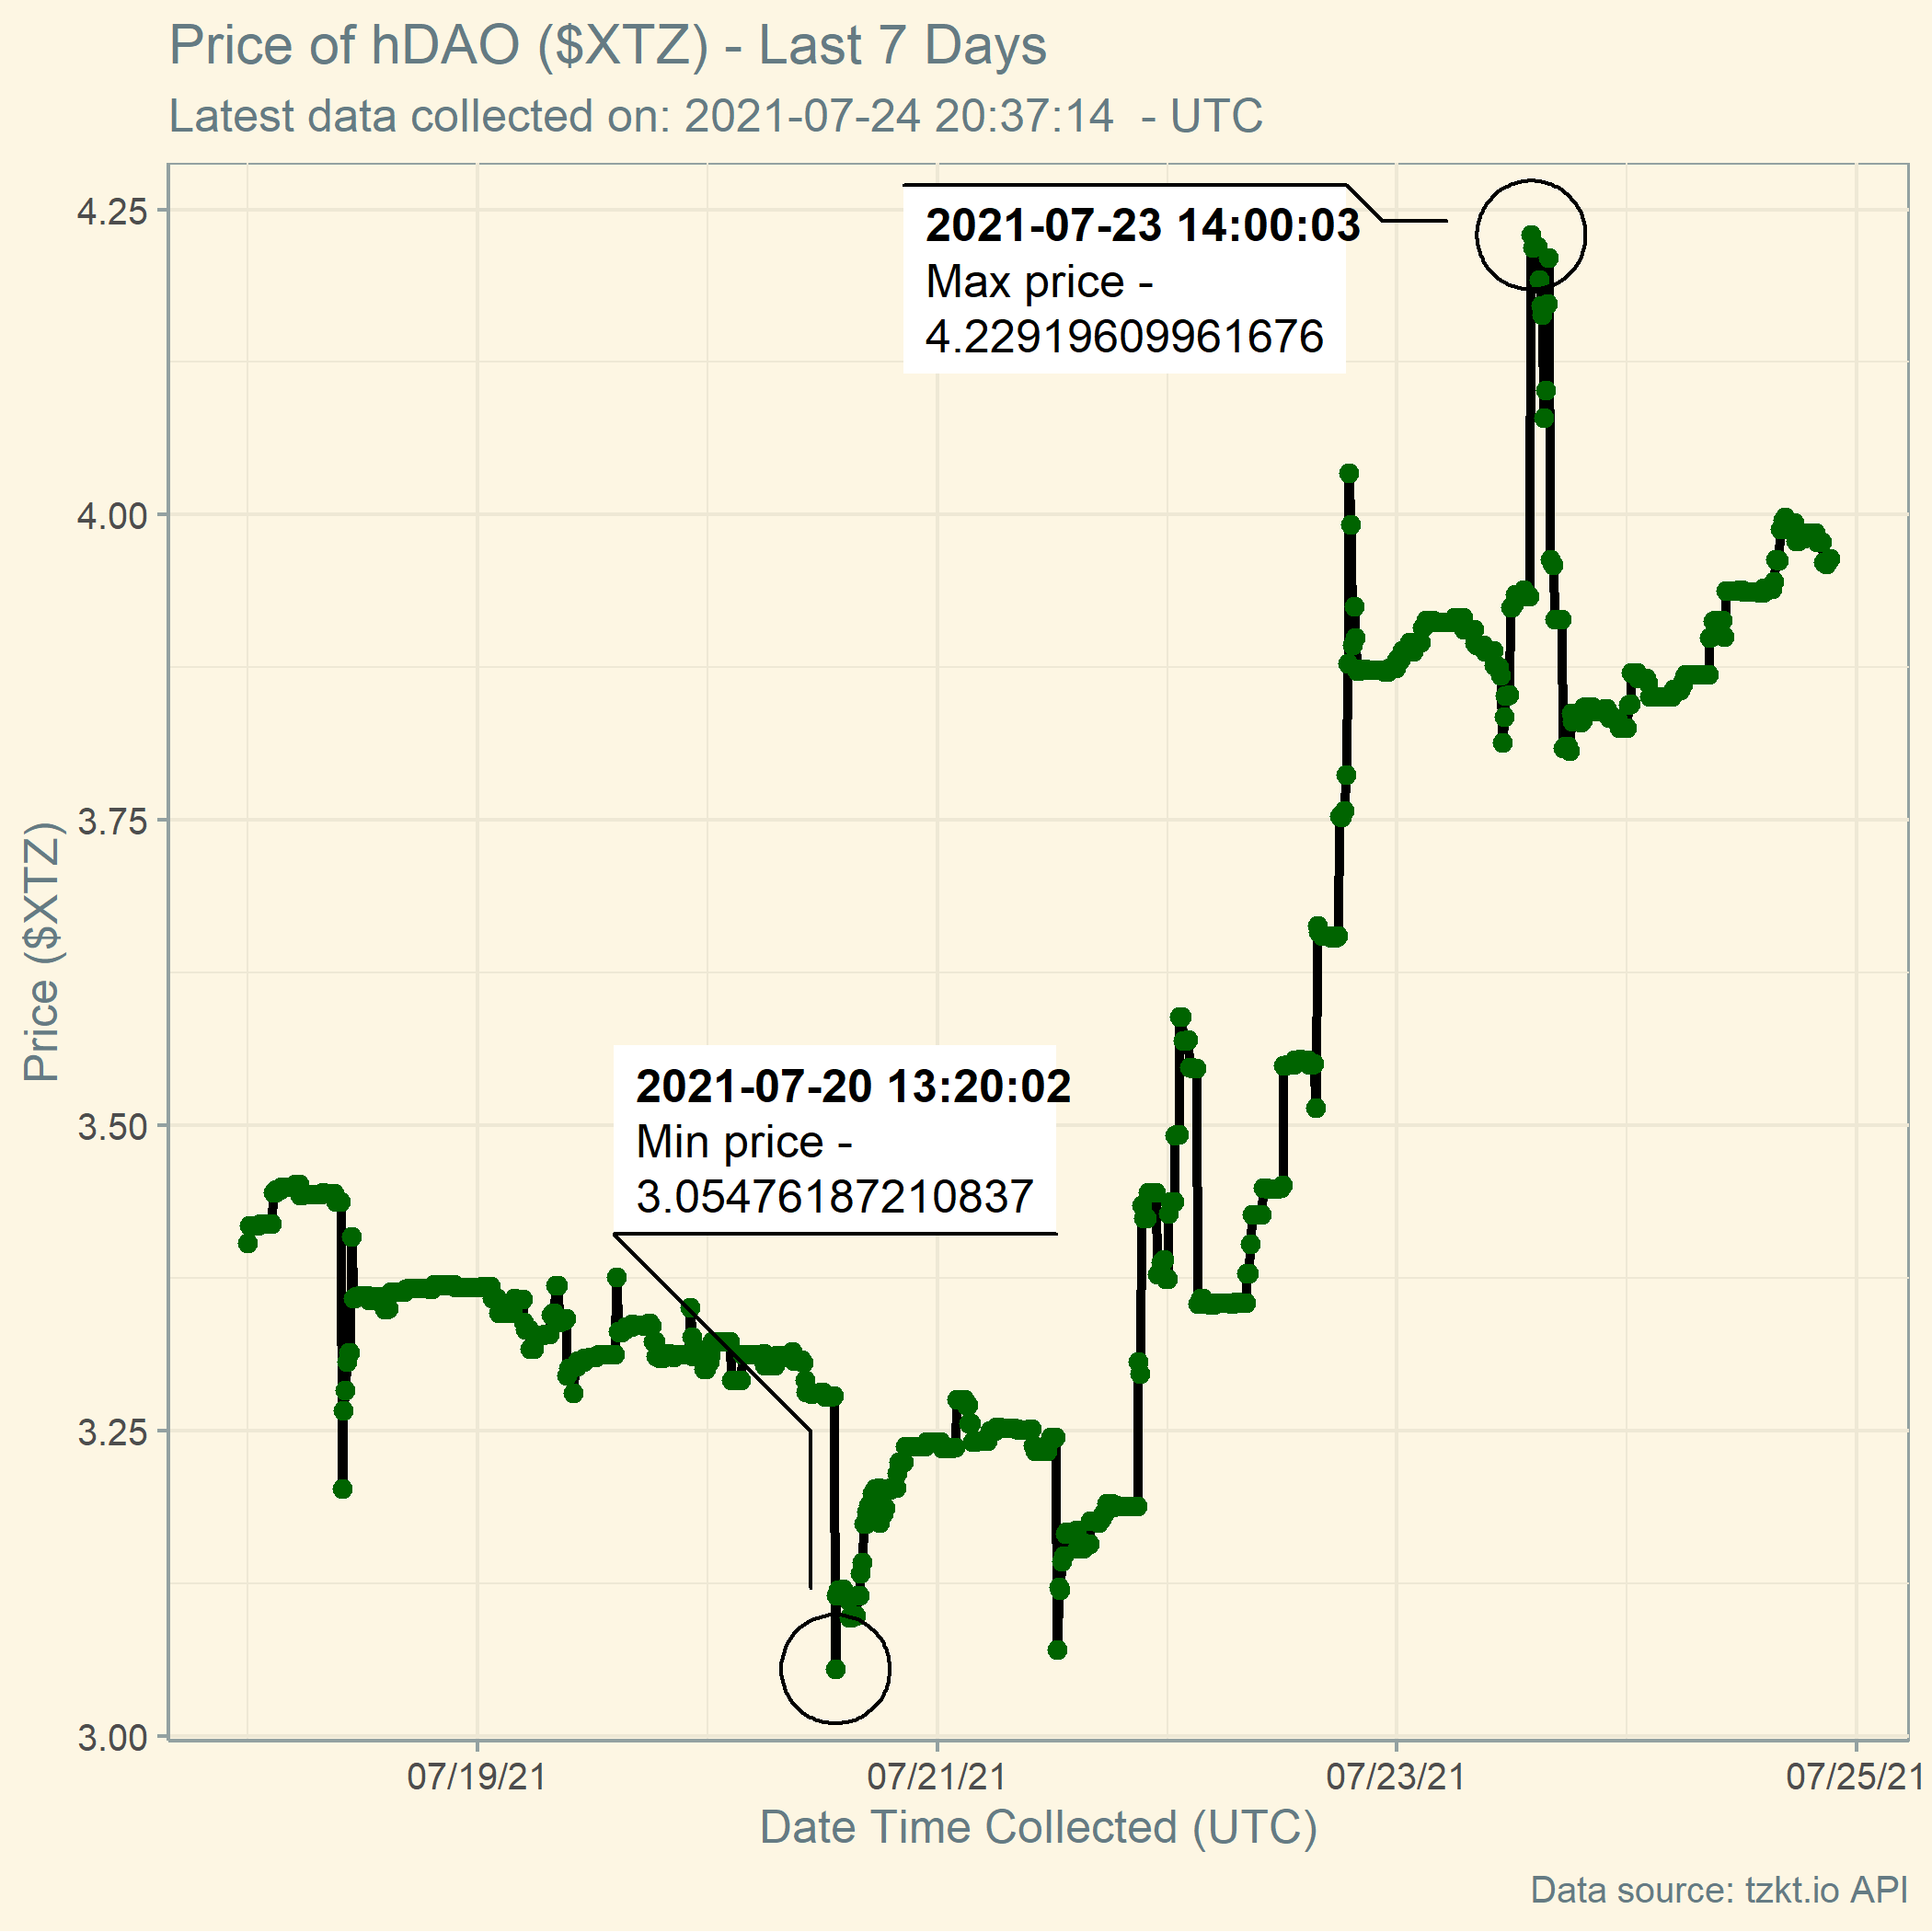 Price of hDAO ($XTZ) - Last 7 Days
Latest data collected on: 2021-07-24 20:37:14  - UTC
4.25
4.00
3.75
3.50
3.25
3.00
Price ($XTZ)
2021-07-23 14:00:03
Max price -
4.22919609961676
2021-07-20 13:20:02
Min price -
3.05476187210837
07/19/21
07/21/21
07/23/21
07/25/21
Date Time Collected (UTC)
Data source: tzkt.io API